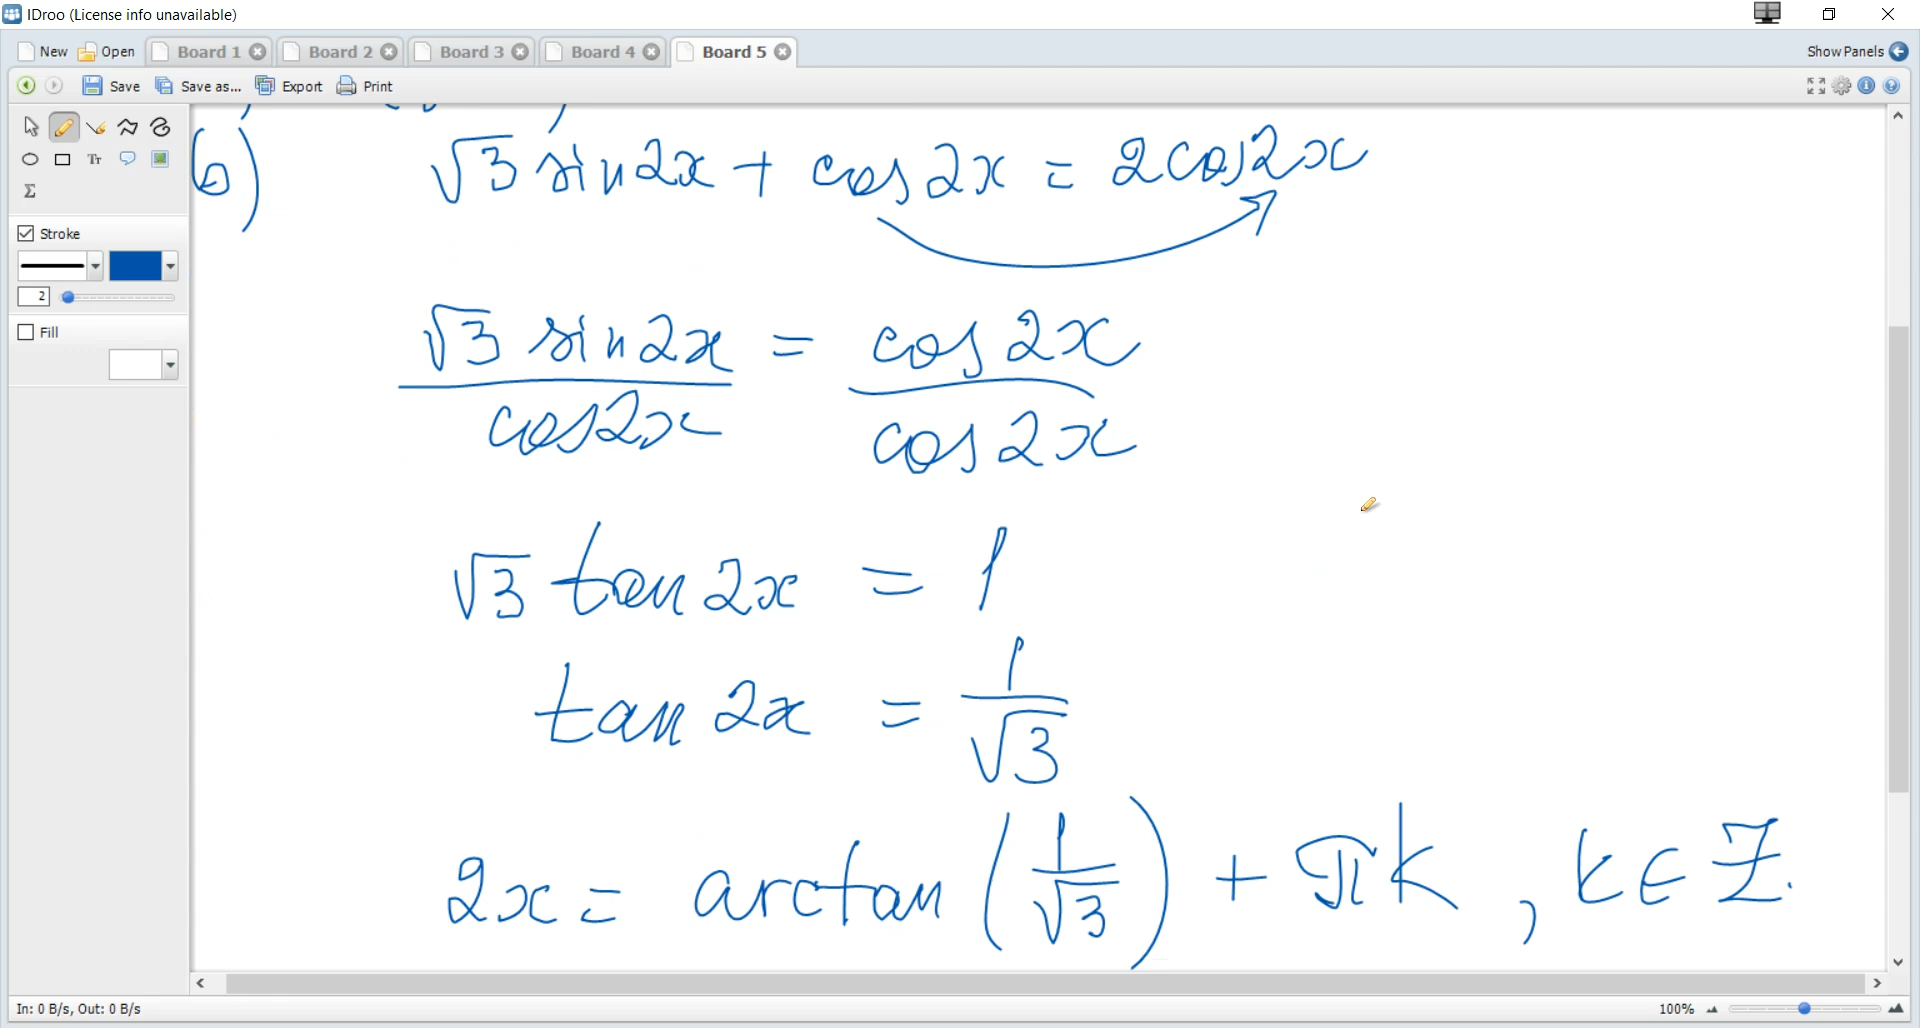 IDroo (License info unavailable)
New Open Board 1 Board 2 Board 3 Board 4 Board 5 Show Panels
Save Save as... Export Print
b) √3 sin2x + cos2x = 2cos2x
Tr
Σ
Stroke
2
Fill
√3 sin2x / cos2x = cos2x / cos2x
√3 tan2x = 1
tan 2x = 1/√3
2x = arctan (1/√3) + πk , k ∈ Z.
In: 0 B/s, Out: 0 B/s 100%